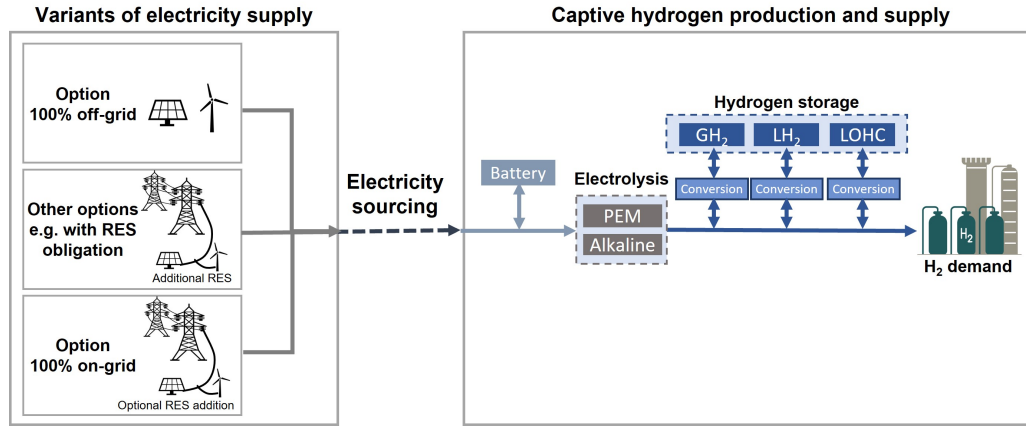 Variants of electricity supply
Option
100% off-grid
Other options
e.g. with RES
obligation
Additional RES
Option
100% on-grid
Optional RES addition
Electricity
sourcing
Captive hydrogen production and supply
Battery
Electrolysis
PEM
Alkaline
Hydrogen storage
GH₂ LH₂ LOHC
Conversion Conversion Conversion
H₂
H₂ demand